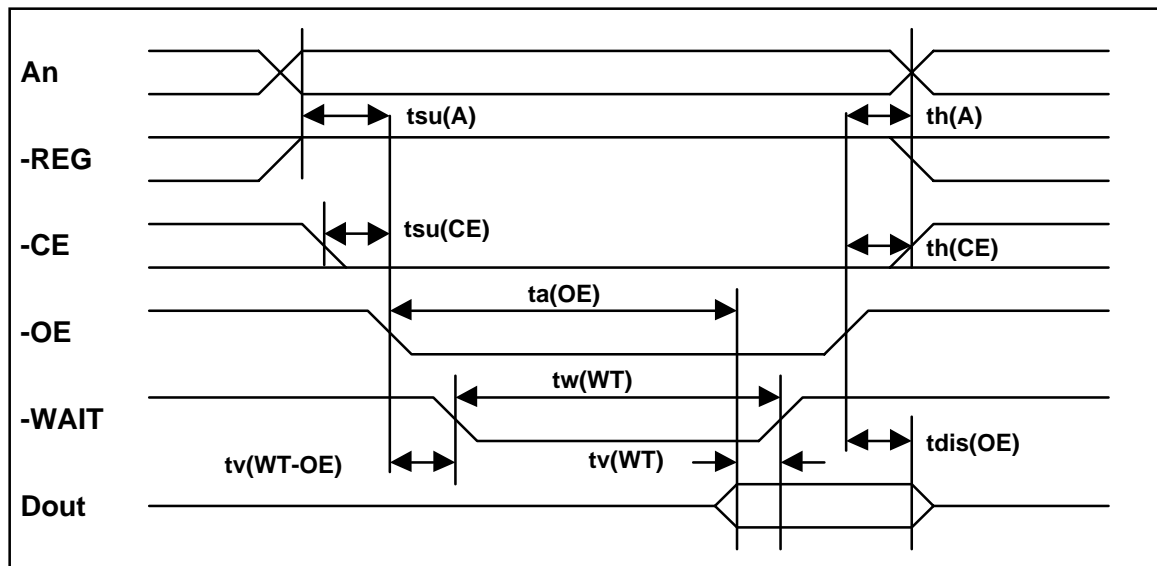 An
tsu(A)
th(A)
-REG
tsu(CE)
-CE
th(CE)
ta(OE)
-OE
tw(WT)
-WAIT
tv(WT-OE)
tv(WT)
tdis(OE)
Dout